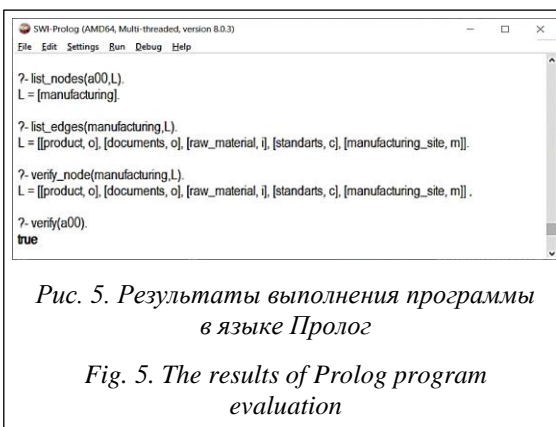 SWI-Prolog (AMD64, Multi-threaded, version 8.0.3)
File Edit Settings Run Debug Help
?- list_nodes(a00,L).
L = [manufacturing].
?- list_edges(manufacturing,L).
L = [[product, o], [documents, o], [raw_material, i], [standarts, c], [manufacturing_site, m]].
?- verify_node(manufacturing,L).
L = [[product, o], [documents, o], [raw_material, i], [standarts, c], [manufacturing_site, m]] .
?- verify(a00).
true
Рис. 5. Результаты выполнения программы
в языке Пролог
Fig. 5. The results of Prolog program
evaluation